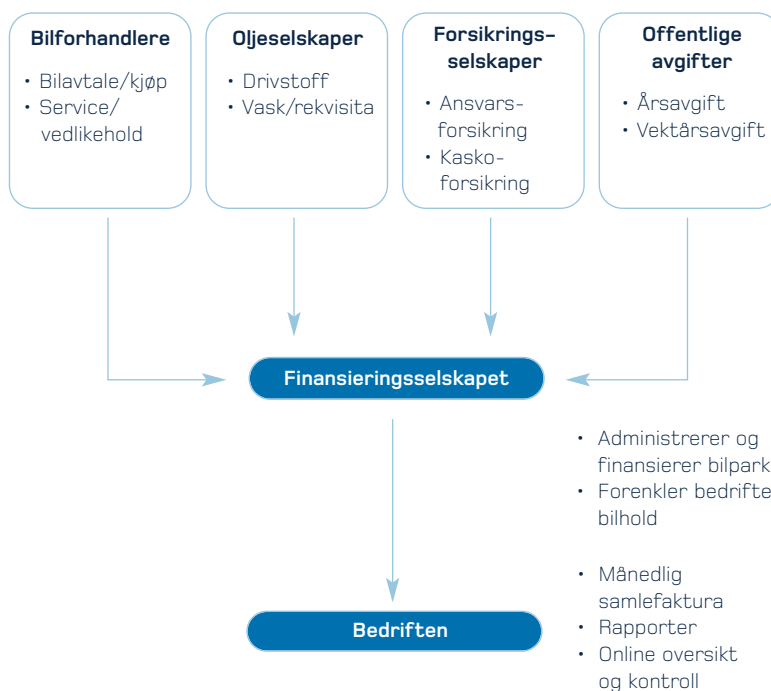 Bilforhandlere
• Bilavtale/kjøp
• Service/
vedlikehold
Oljeselskaper
• Drivstoff
• Vask/rekvisita
Forsikrings-
selskaper
• Ansvars-
forsikring
• Kasko-
forsikring
Offentlige
avgifter
• Årsavgift
• Vektårsavgift
Finansieringsselskapet
• Administrerer og
finansierer bilpark
• Forenkler bedrifte
bilhold
• Månedlig
samlefaktura
• Rapporter
• Online oversikt
og kontroll
Bedriften